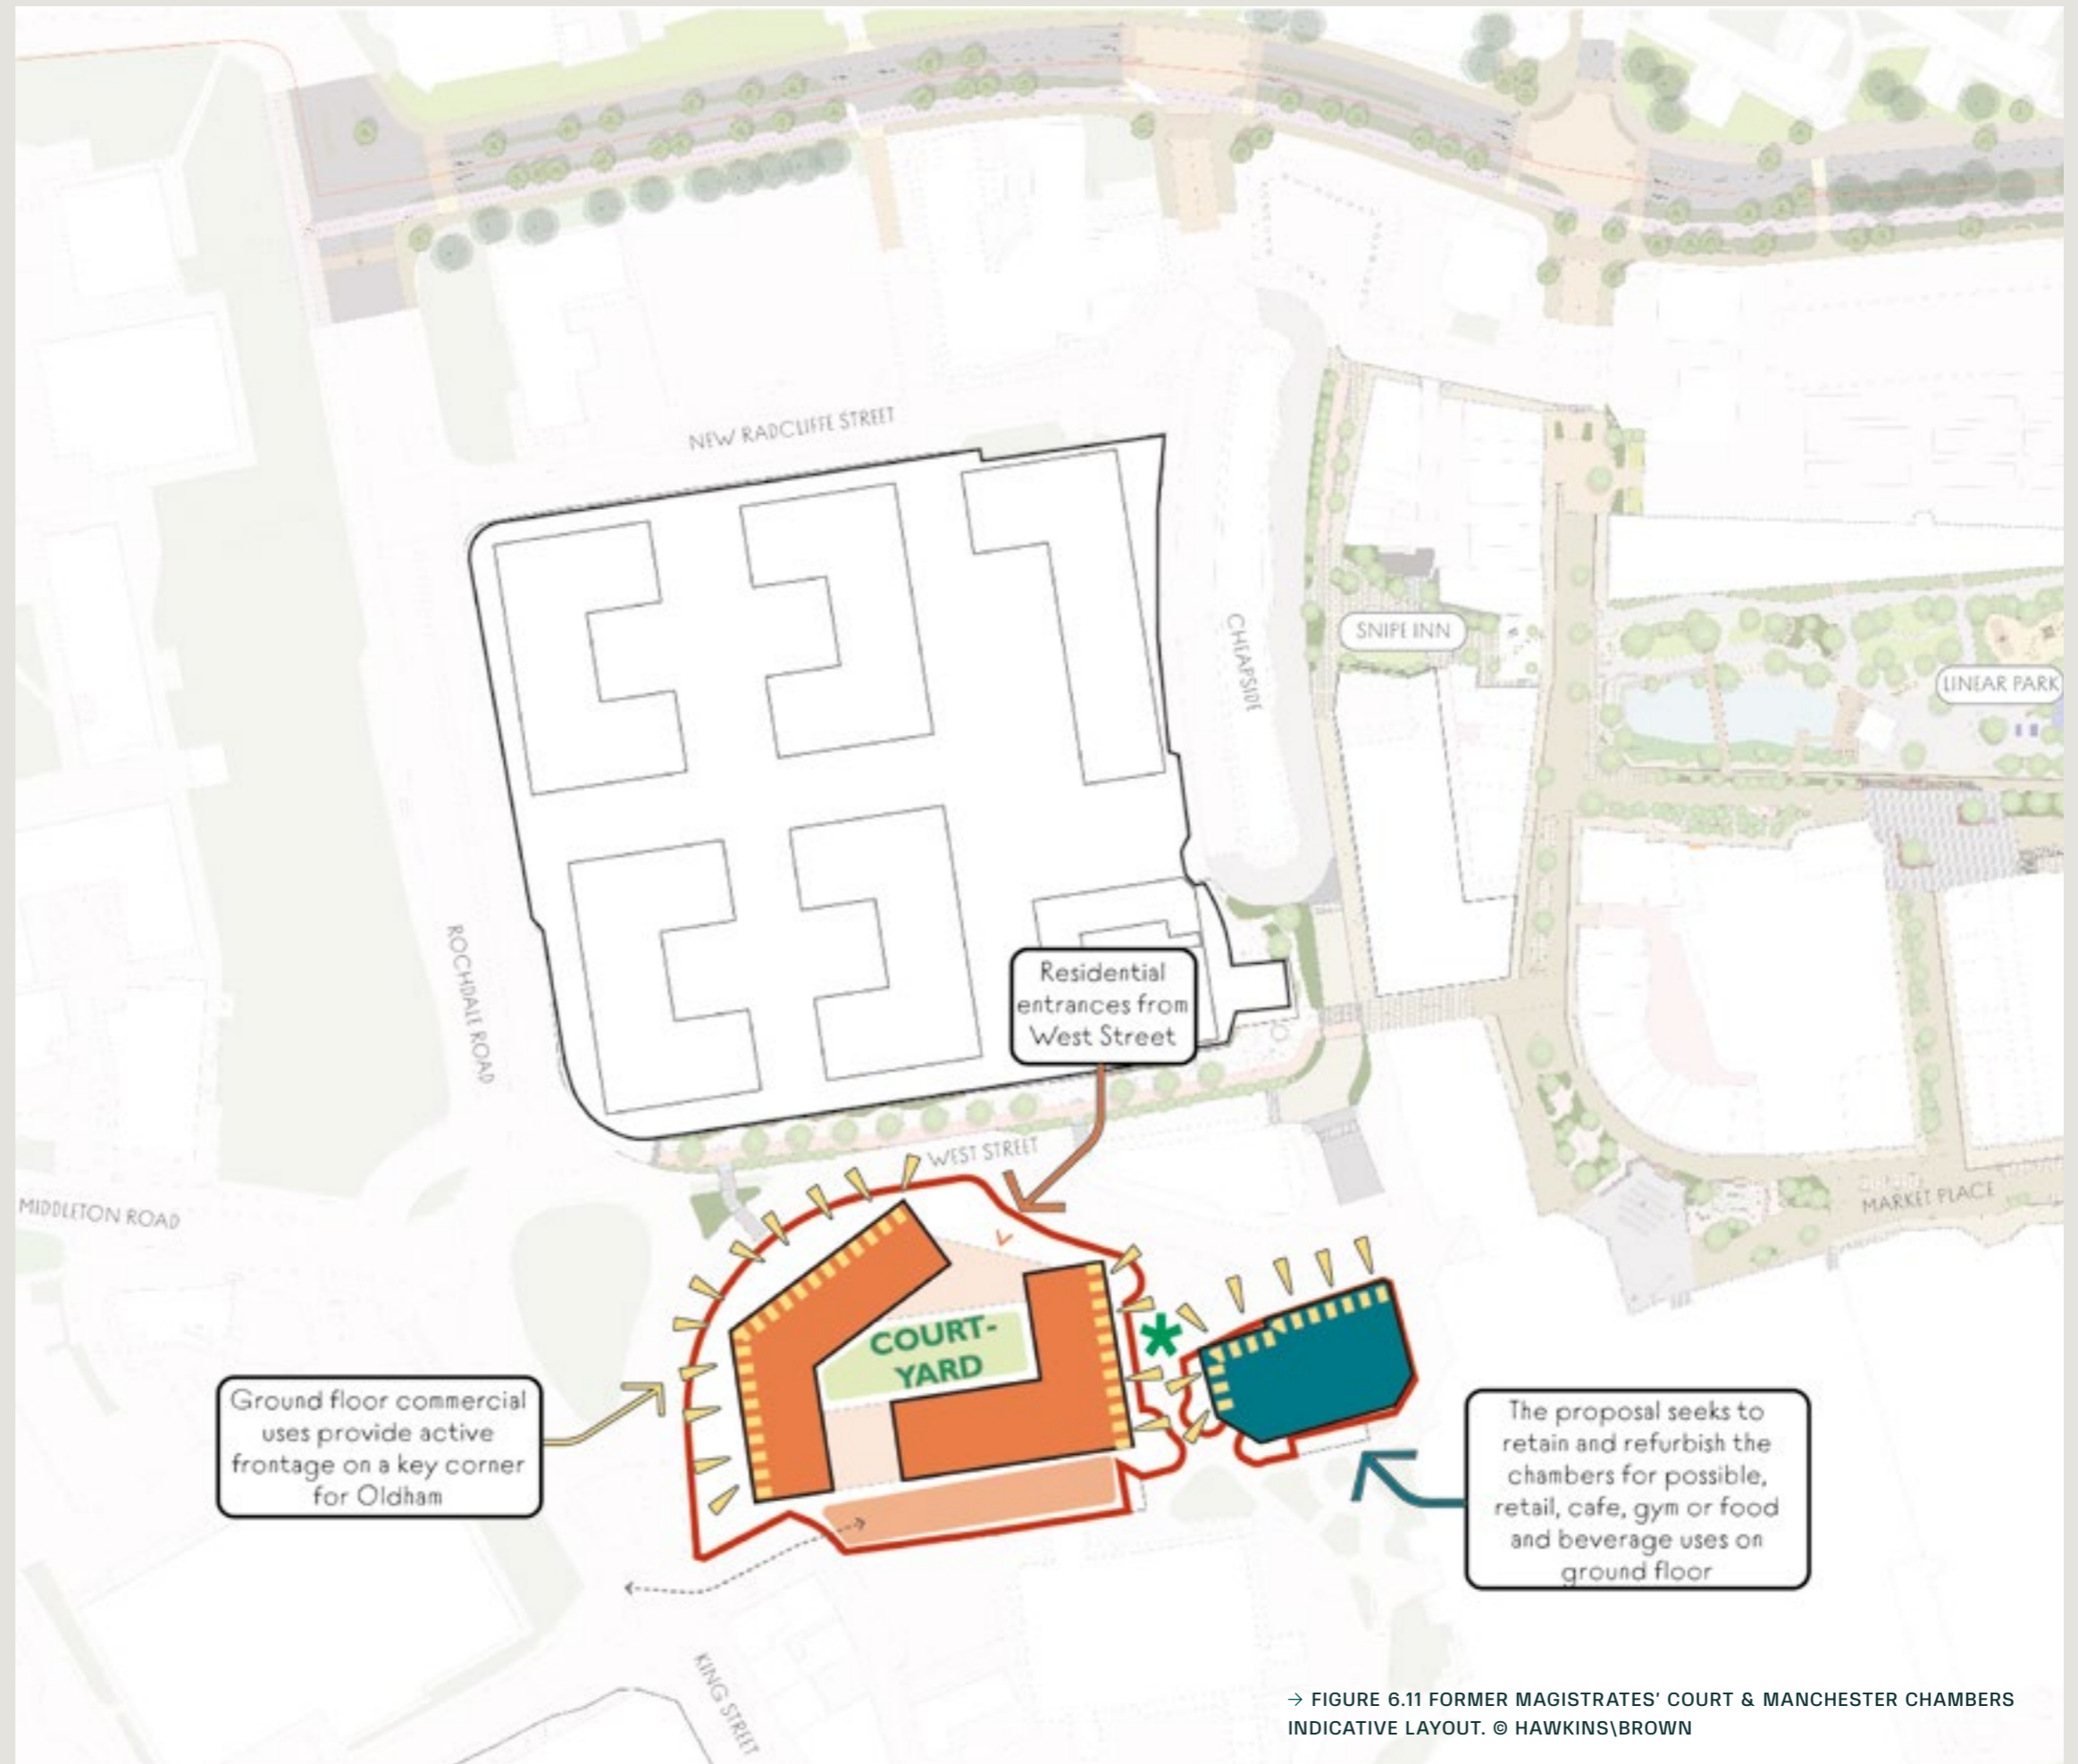 NEW RADCLIFFE STREET
CHEAPSIDE
SNIPE INN
LINEAR PARK
ROCHDALE ROAD
Residential
entrances from
West Street
WEST STREET
MIDDLETON ROAD
MARKET PLACE
COURT-
YARD
Ground floor commercial
uses provide active
frontage on a key corner
for Oldham
The proposal seeks to
retain and refurbish the
chambers for possible,
retail, cafe, gym or food
and beverage uses on
ground floor
KING STREET
→ FIGURE 6.11 FORMER MAGISTRATES' COURT & MANCHESTER CHAMBERS
INDICATIVE LAYOUT. © HAWKINS\BROWN